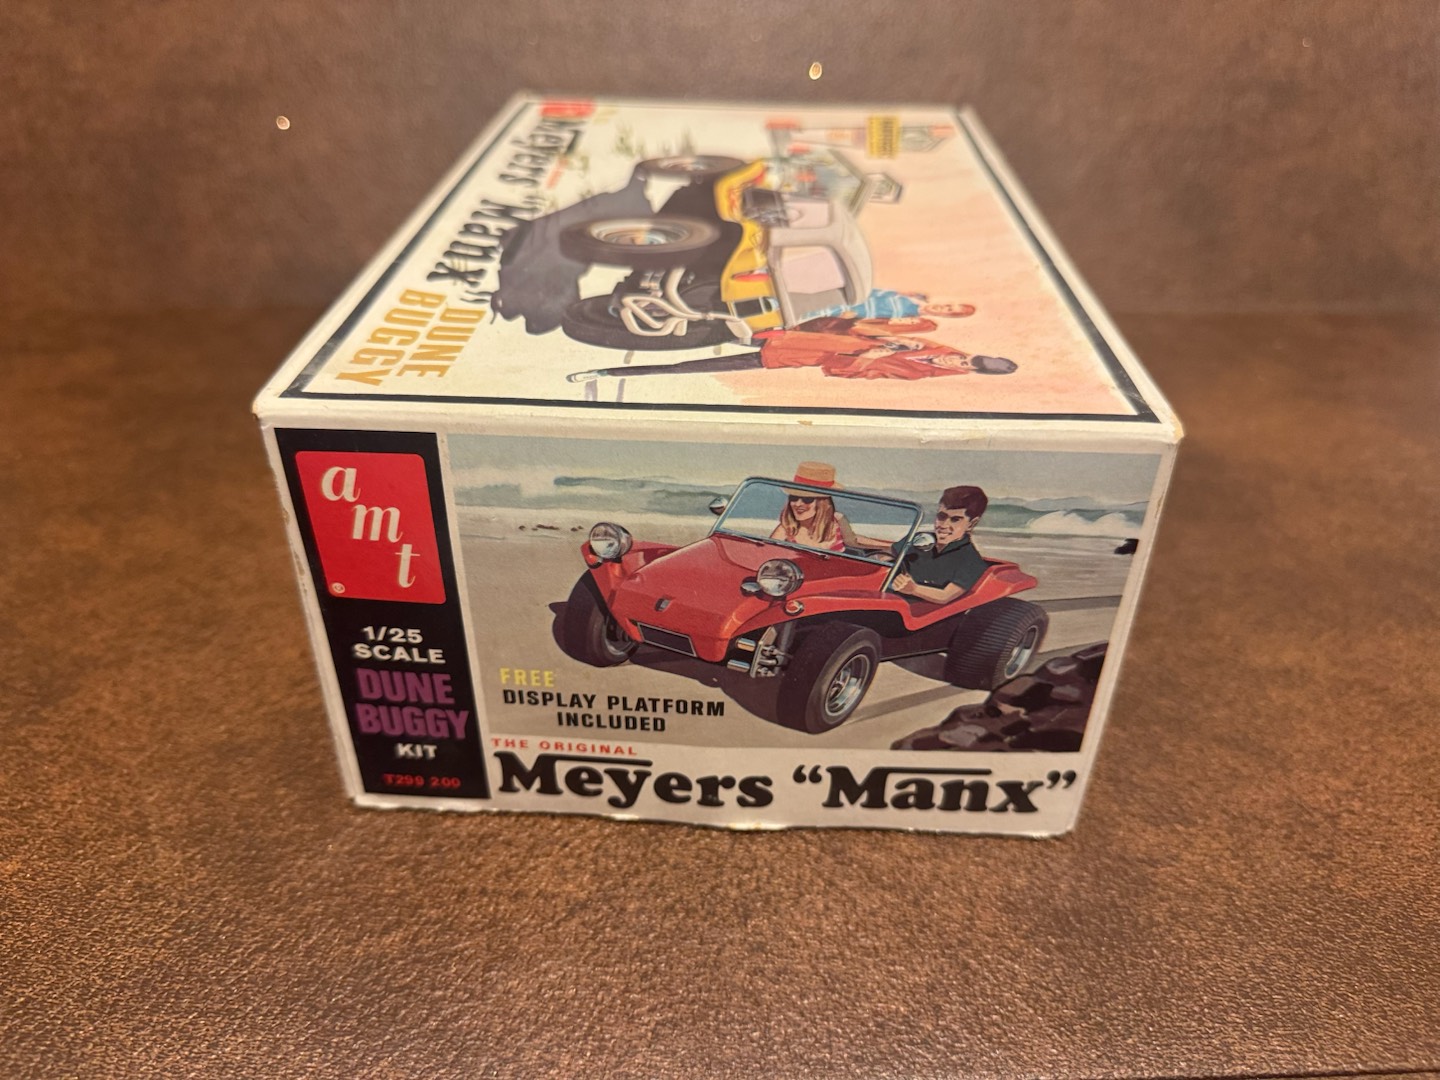 Meyers "Manx"
DUNE
BUGGY
a
m
t
®
1/25
SCALE
DUNE
BUGGY
KIT
T299 200
FREE
DISPLAY PLATFORM
INCLUDED
THE ORIGINAL
Meyers “Manx”